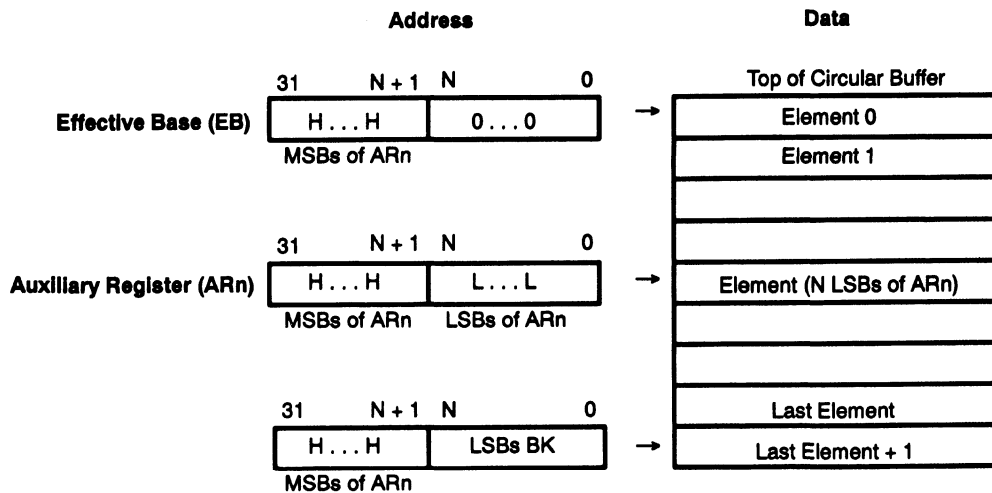 Address Data
31 N + 1 N 0 Top of Circular Buffer
Effective Base (EB) H . . . H 0 . . . 0 → Element 0
MSBs of ARn Element 1
31 N + 1 N 0
Auxiliary Register (ARn) H . . . H L . . . L → Element (N LSBs of ARn)
MSBs of ARn LSBs of ARn
31 N + 1 N 0 Last Element
H . . . H LSBs BK → Last Element + 1
MSBs of ARn